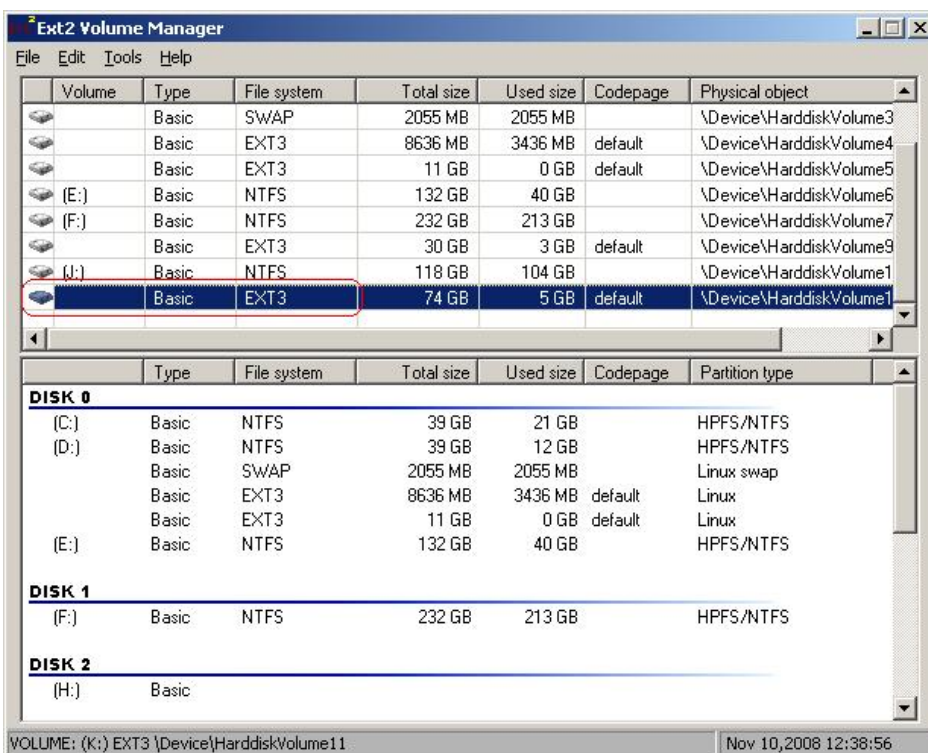 Ext2 Volume Manager
File Edit Tools Help
Volume Type File system Total size Used size Codepage Physical object
Basic SWAP 2055 MB 2055 MB \Device\HarddiskVolume3
Basic EXT3 8636 MB 3436 MB default \Device\HarddiskVolume4
Basic EXT3 11 GB 0 GB default \Device\HarddiskVolume5
(E:) Basic NTFS 132 GB 40 GB \Device\HarddiskVolume6
(F:) Basic NTFS 232 GB 213 GB \Device\HarddiskVolume7
Basic EXT3 30 GB 3 GB default \Device\HarddiskVolume9
(J:) Basic NTFS 118 GB 104 GB \Device\HarddiskVolume1
Basic EXT3 74 GB 5 GB default \Device\HarddiskVolume1
Type File system Total size Used size Codepage Partition type
DISK 0
(C:) Basic NTFS 39 GB 21 GB HPFS/NTFS
(D:) Basic NTFS 39 GB 12 GB HPFS/NTFS
Basic SWAP 2055 MB 2055 MB Linux swap
Basic EXT3 8636 MB 3436 MB default Linux
Basic EXT3 11 GB 0 GB default Linux
(E:) Basic NTFS 132 GB 40 GB HPFS/NTFS
DISK 1
(F:) Basic NTFS 232 GB 213 GB HPFS/NTFS
DISK 2
(H:) Basic
VOLUME: (K:) EXT3 \Device\HarddiskVolume11 Nov 10,2008 12:38:56